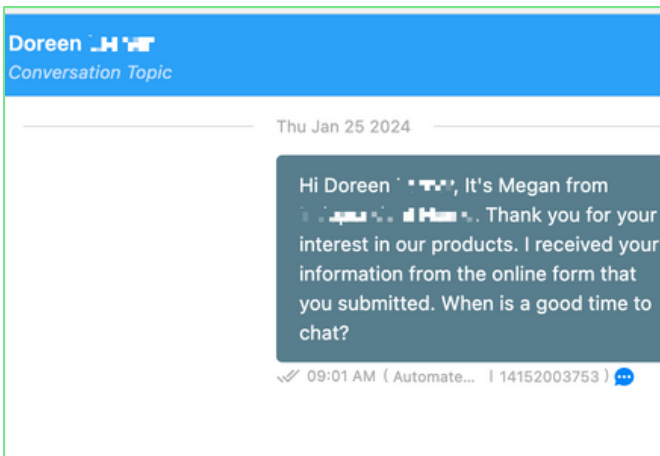 Doreen
Conversation Topic
Thu Jan 25 2024
Hi Doreen , It's Megan from
. Thank you for your
interest in our products. I received your
information from the online form that
you submitted. When is a good time to
chat?
09:01 AM ( Automate... | 14152003753 )